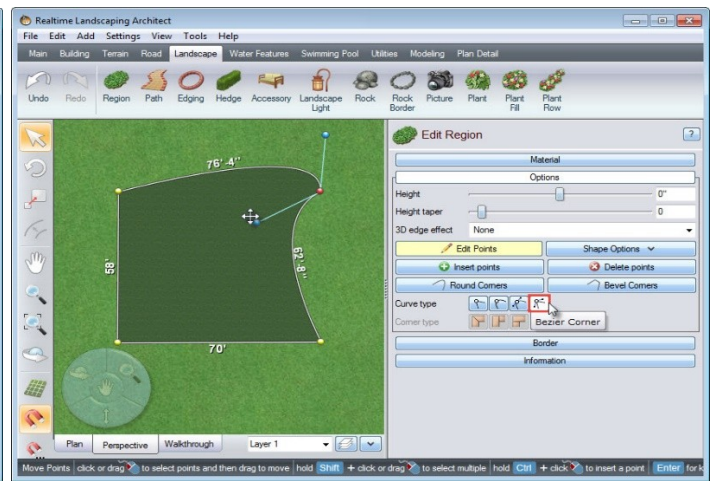 Realtime Landscaping Architect
File Edit Add Settings View Tools Help
Main Building Terrain Road Landscape Water Features Swimming Pool Utilities Modeling Plan Detail
Undo Redo Region Path Edging Hedge Accessory Landscape Light Rock Rock Border Picture Plant Plant Fill Plant Row
Edit Region ?
Material
Options
Height 0"
Height taper 0
3D edge effect None
Edit Points Shape Options
Insert points Delete points
Round Corners Bevel Corners
Curve type
Corner type
Bezier Corner
Border
Information
76'-4"
58'
62'-8"
70'
Plan Perspective Walkthrough Layer 1
Move Points click or drag to select points and then drag to move hold Shift + click or drag to select multiple hold Ctrl + click to insert a point Enter for k